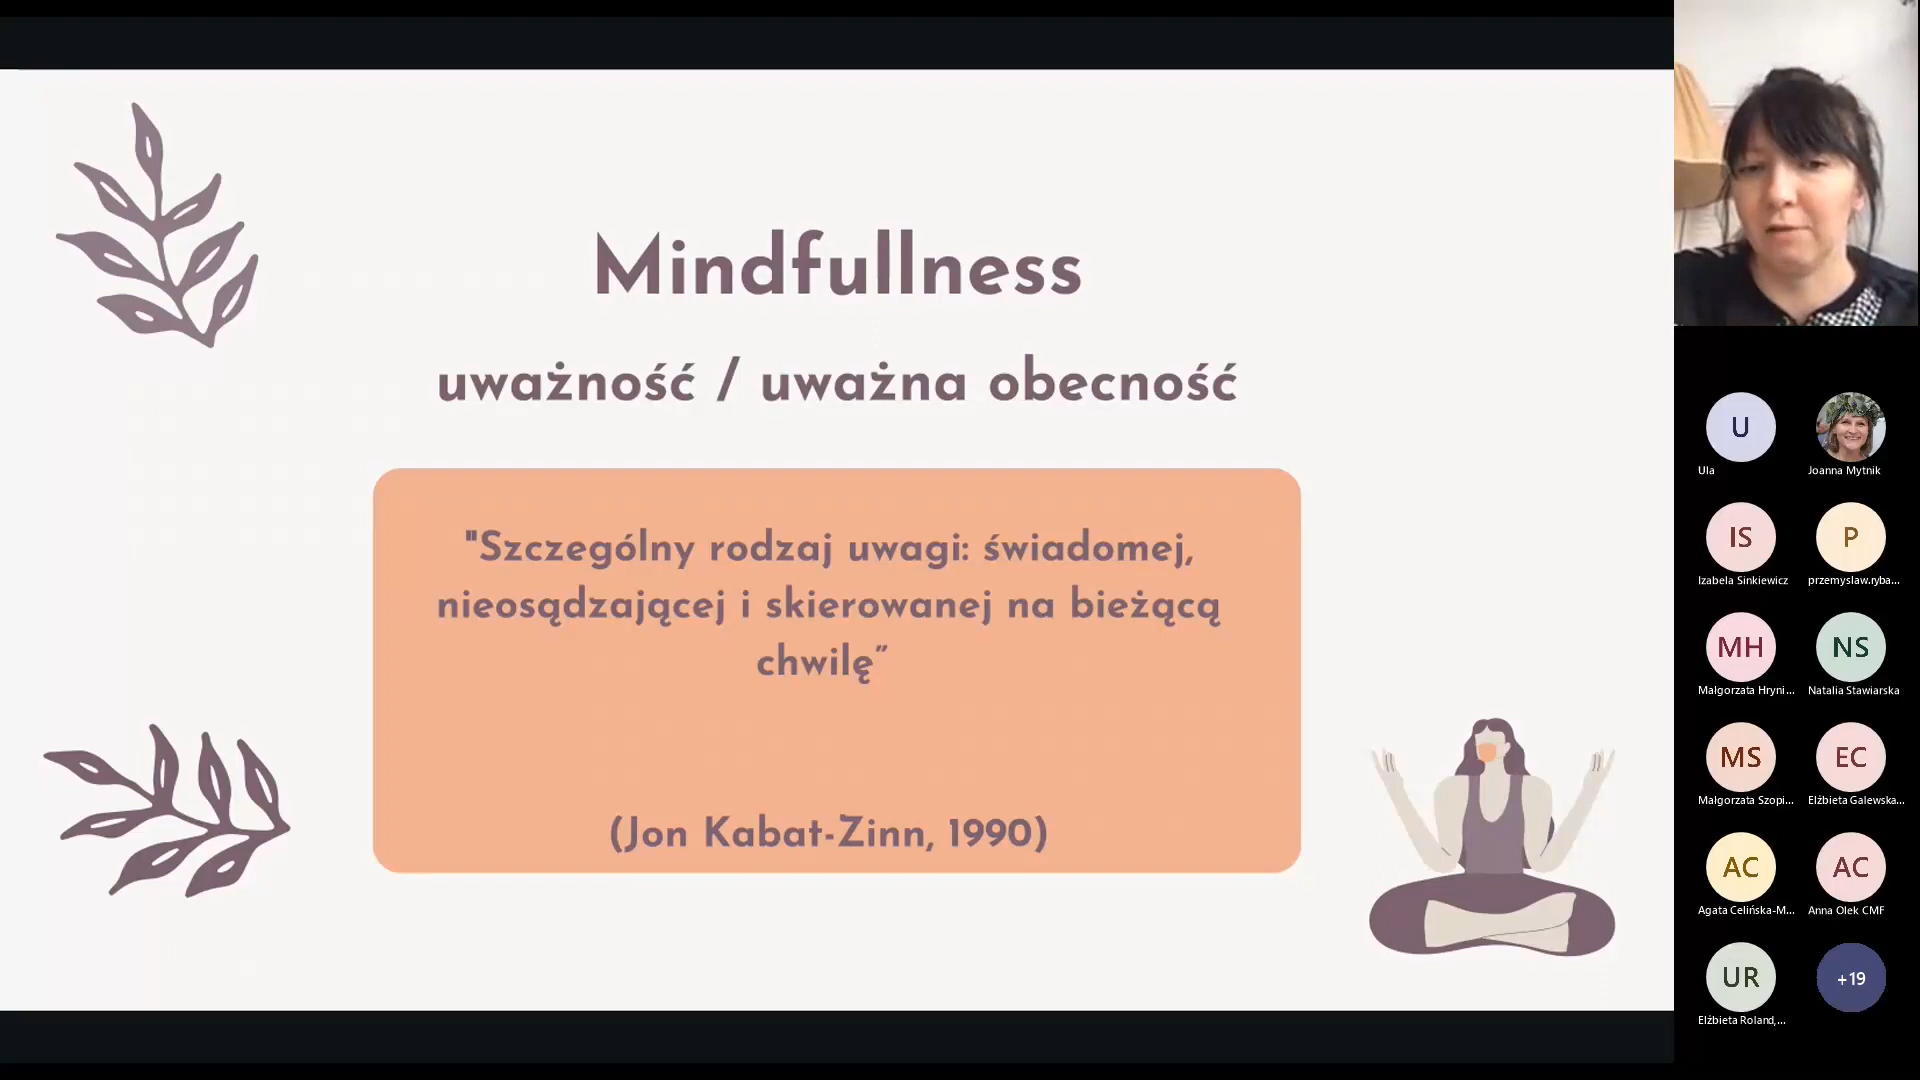 Mindfullness
uważność / uważna obecność
"Szczególny rodzaj uwagi: świadomej,
nieosądzającej i skierowanej na bieżącą
chwilę”
(Jon Kabat-Zinn, 1990)
U
Ula
Joanna Mytnik
IS
Izabela Sinkiewicz
P
przemyslaw.ryba...
MH
Małgorzata Hryni...
NS
Natalia Stawiarska
MS
Małgorzata Szopi...
EC
Elżbieta Galewska...
AC
Agata Celińska-M...
AC
Anna Olek CMF
UR
Elżbieta Roland,...
+19